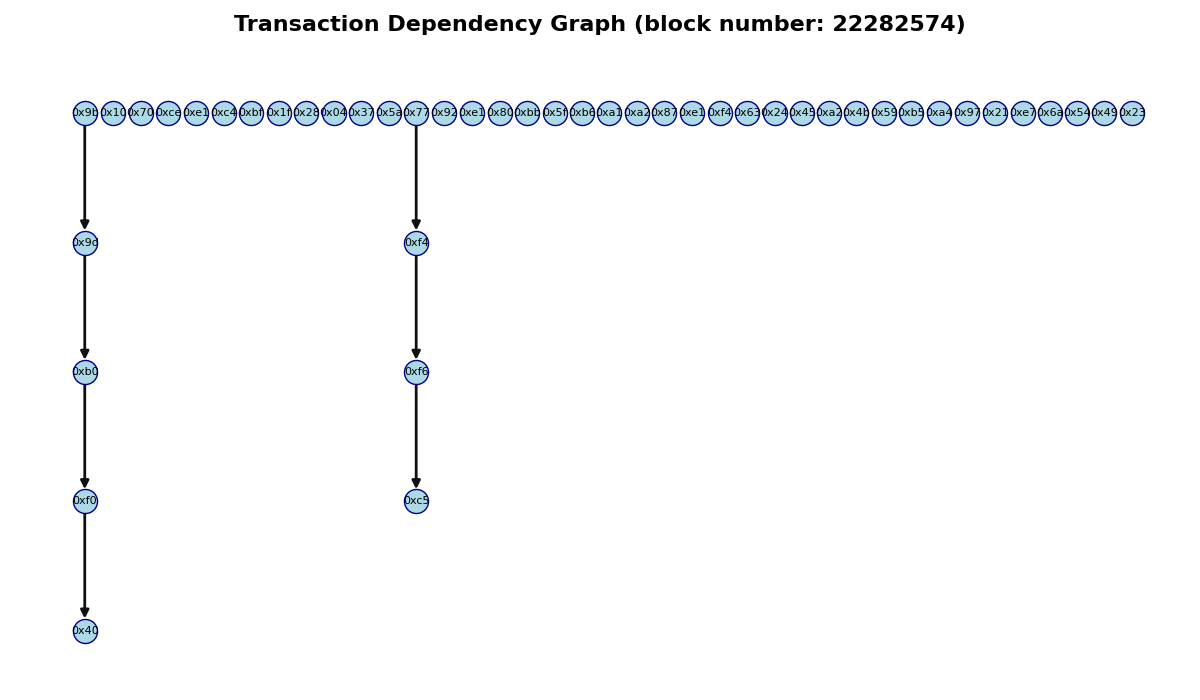 Transaction Dependency Graph (block number: 22282574)
0x9b 0x10 0x70 0xce 0xe1 0xc4 0xbf 0x1f 0x28 0x04 0x37 0x5a 0x77 0x92 0xe1 0x80 0xbb 0x5f 0xb6 0xa1 0xa2 0x87 0xe1 0xf4 0x63 0x24 0x45 0xa2 0x4b 0x59 0xb5 0xa4 0x97 0x21 0xe7 0x6a 0x54 0x49 0x23
0xf4
0xb0 0xf6
0xf0 0xc5
0x40